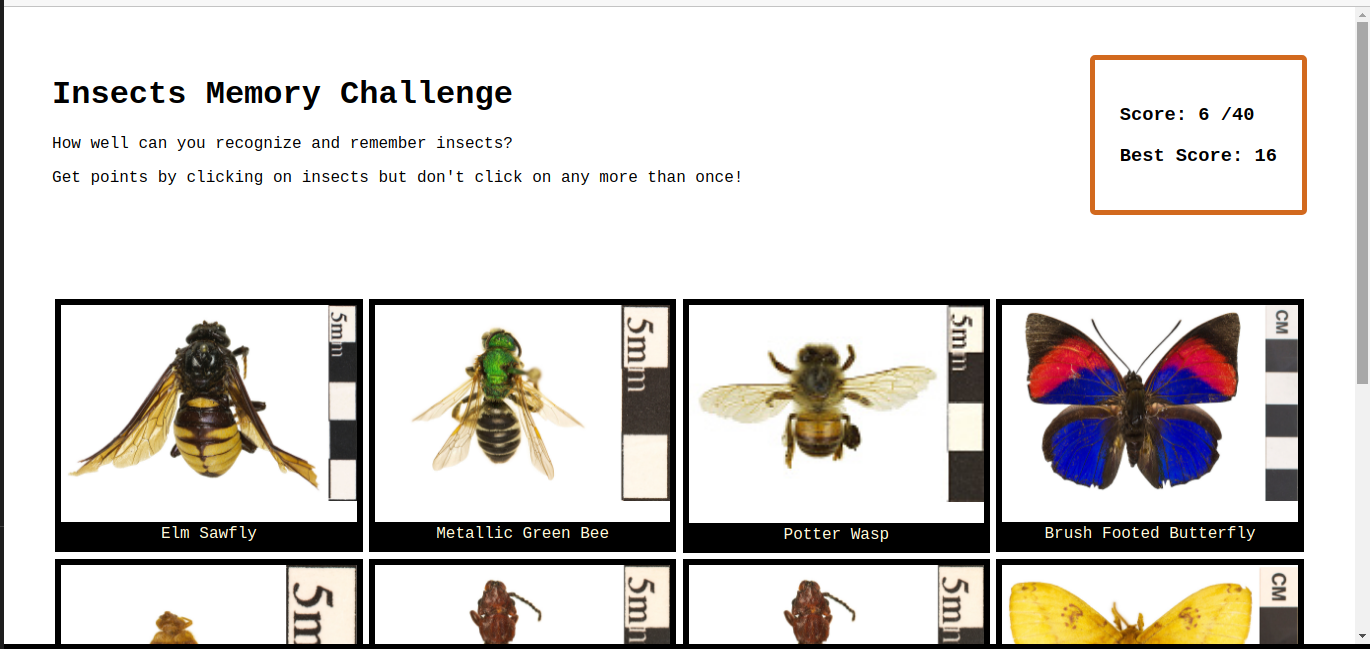 Insects Memory Challenge
How well can you recognize and remember insects?
Get points by clicking on insects but don't click on any more than once!
Score: 6 /40
Best Score: 16
5mm
5mm
5mm
CM
Elm Sawfly
Metallic Green Bee
Potter Wasp
Brush Footed Butterfly
5mm
5mm
5mm
CM